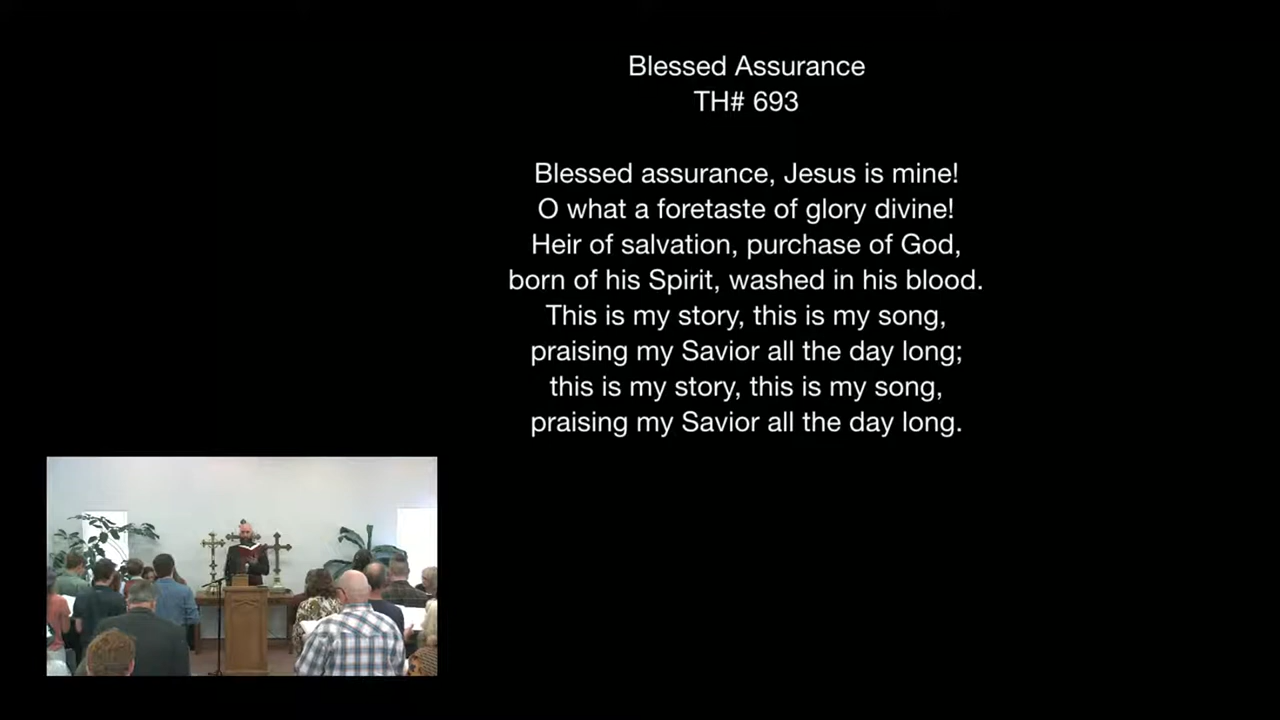 Blessed Assurance
TH# 693
Blessed assurance, Jesus is mine!
O what a foretaste of glory divine!
Heir of salvation, purchase of God,
born of his Spirit, washed in his blood.
This is my story, this is my song,
praising my Savior all the day long;
this is my story, this is my song,
praising my Savior all the day long.